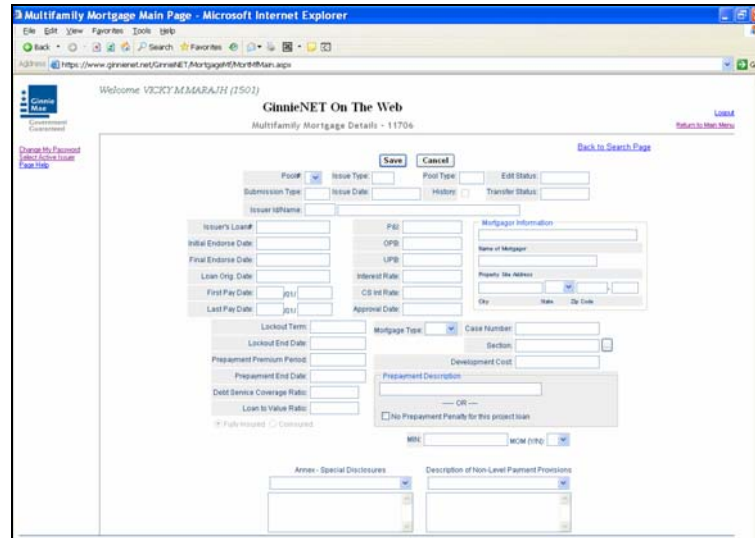 Multifamily Mortgage Main Page - Microsoft Internet Explorer
File Edit View Favorites Tools Help
Back Search Favorites
Address https://www.ginnienet.net/GinnieNET/MortgageMf/MortMfMain.aspx
Ginnie Mae
Government Guaranteed
Welcome VICKY M.MARAJH (1501)
GinnieNET On The Web
Multifamily Mortgage Details - 11706
Logout
Return to Main Menu
Change My Password
Select Active Issuer
Page Help
Back to Search Page
Save Cancel
Pool#: Issue Type: Pool Type: Edit Status:
Submission Type: Issue Date: History: Transfer Status:
Issuer Id/Name:
Issuer's Loan#: P&I:
Initial Endorse Date: OPB:
Final Endorse Date: UPB:
Loan Orig. Date: Interest Rate:
First Pay Date: /01/ CS Int Rate:
Last Pay Date: /01/ Approval Date:
Mortgagor Information
Name of Mortgagor
Property Site Address
City State Zip Code
Lockout Term: Mortgage Type: Case Number:
Lockout End Date: Section: ...
Prepayment Premium Period: Development Cost:
Prepayment End Date:
Debt Service Coverage Ratio:
Loan to Value Ratio:
Fully Insured Coinsured
Prepayment Description
---- OR ----
No Prepayment Penalty for this project loan
MIN: MOM (Y/N):
Annex - Special Disclosures Description of Non-Level Payment Provisions